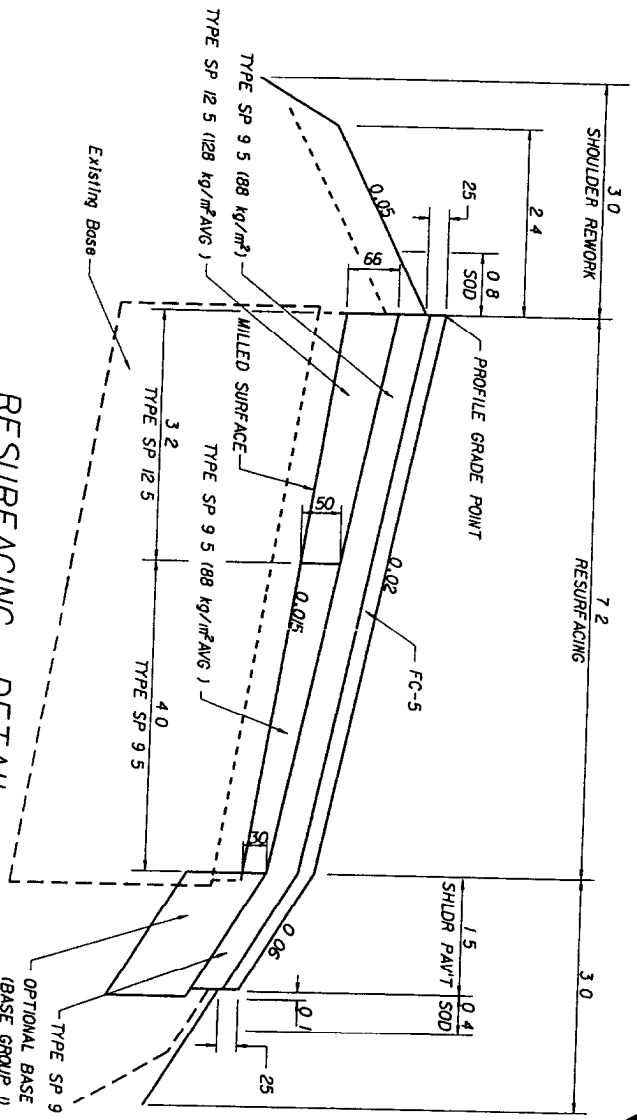 3 0
SHOULDER REWORK
2 4
0 8
SOD
25
0.05
66
7 2
RESURFACING
PROFILE GRADE POINT
FC-5
0.02
TYPE SP 9 5 (88 kg/m²)
TYPE SP 12 5 (128 kg/m² AVG )
MILLED SURFACE
50
TYPE SP 9 5 (88 kg/m² AVG )
0.015
3 2
TYPE SP 12 5
4 0
TYPE SP 9 5
30
Existing Base
3 0
1 5
SHLDR PAV'T
0 4
SOD
0 1
0.06
25
TYPE SP 9
OPTIONAL BASE
(BASE GROUP 1)
RESURFACING DETAIL